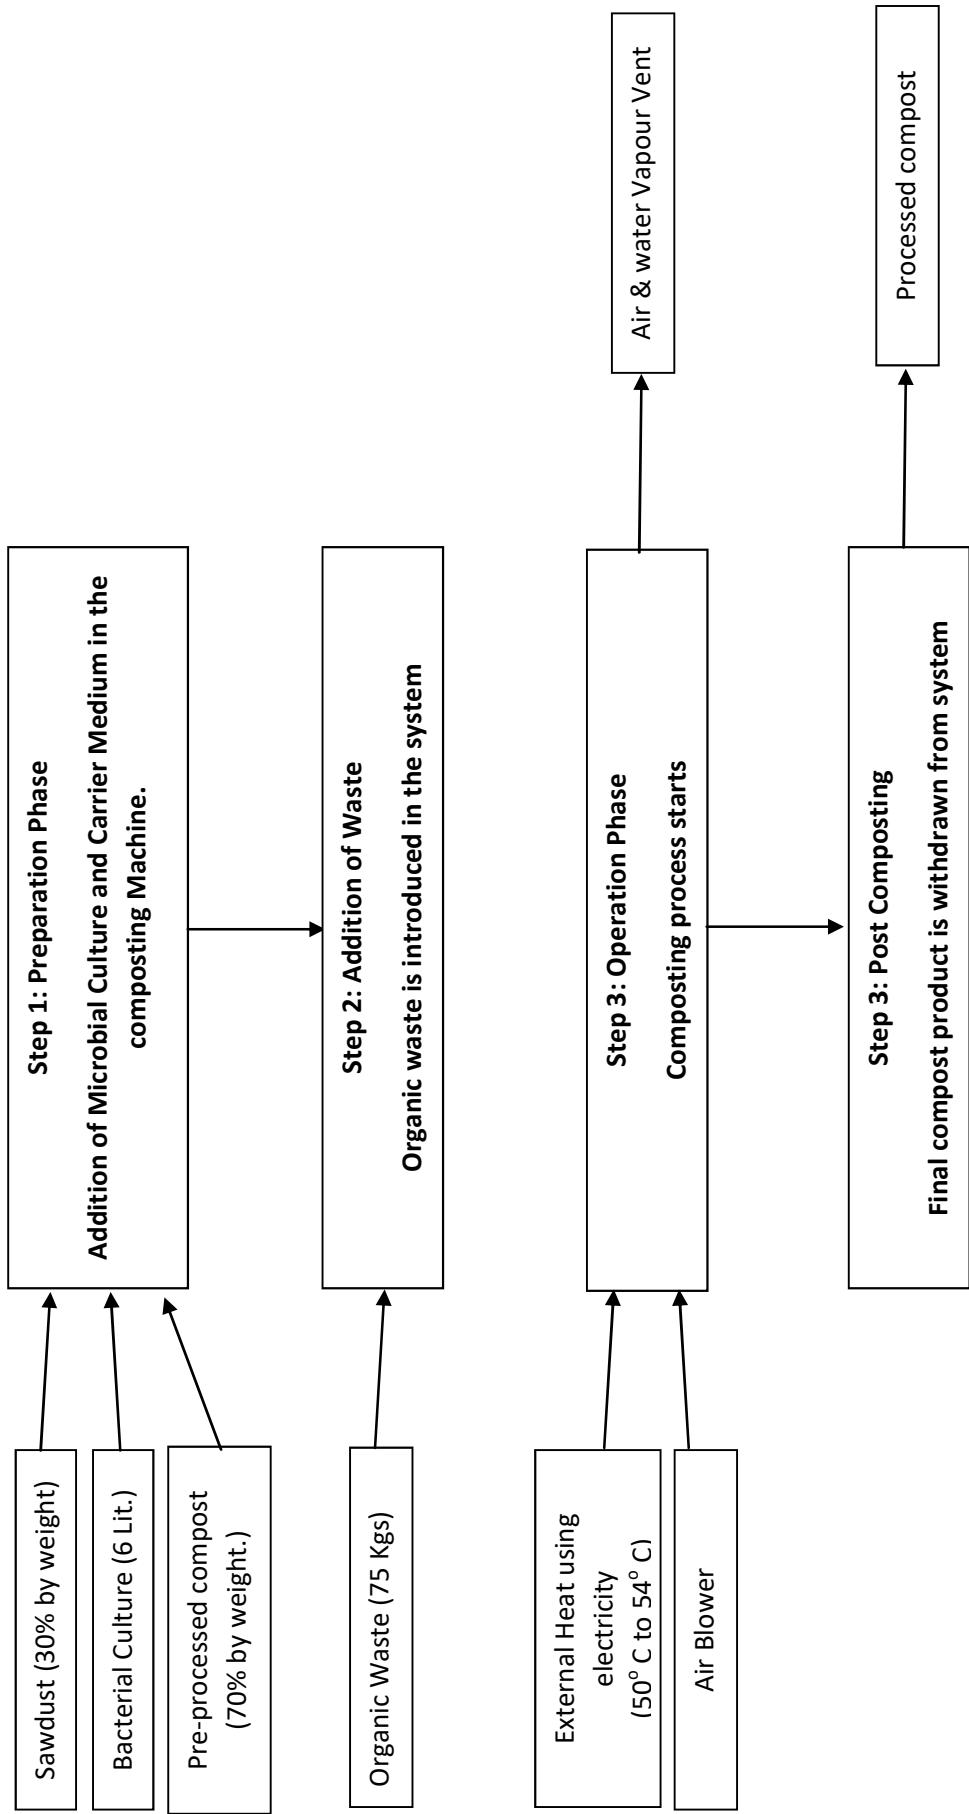 Sawdust (30% by weight)
Bacterial Culture (6 Lit.)
Pre-processed compost
(70% by weight.)
Step 1: Preparation Phase
Addition of Microbial Culture and Carrier Medium in the
composting Machine.
Organic Waste (75 Kgs)
Step 2: Addition of Waste
Organic waste is introduced in the system
External Heat using
electricity
(50° C to 54° C)
Air Blower
Step 3: Operation Phase
Composting process starts
Air & water Vapour Vent
Step 3: Post Composting
Final compost product is withdrawn from system
Processed compost